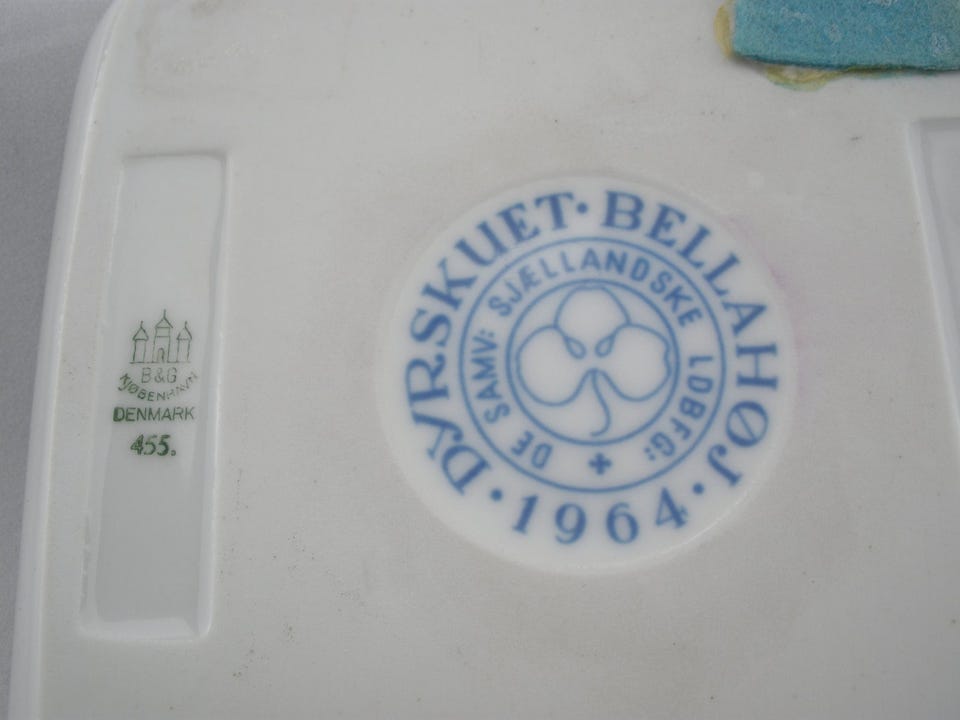 B&G
KJØBENHAVN
DENMARK
455.
DYRSKUET • BELLAHØJ
• 1964 •
DE SAMV: SJÆLLANDSKE LDBFG: